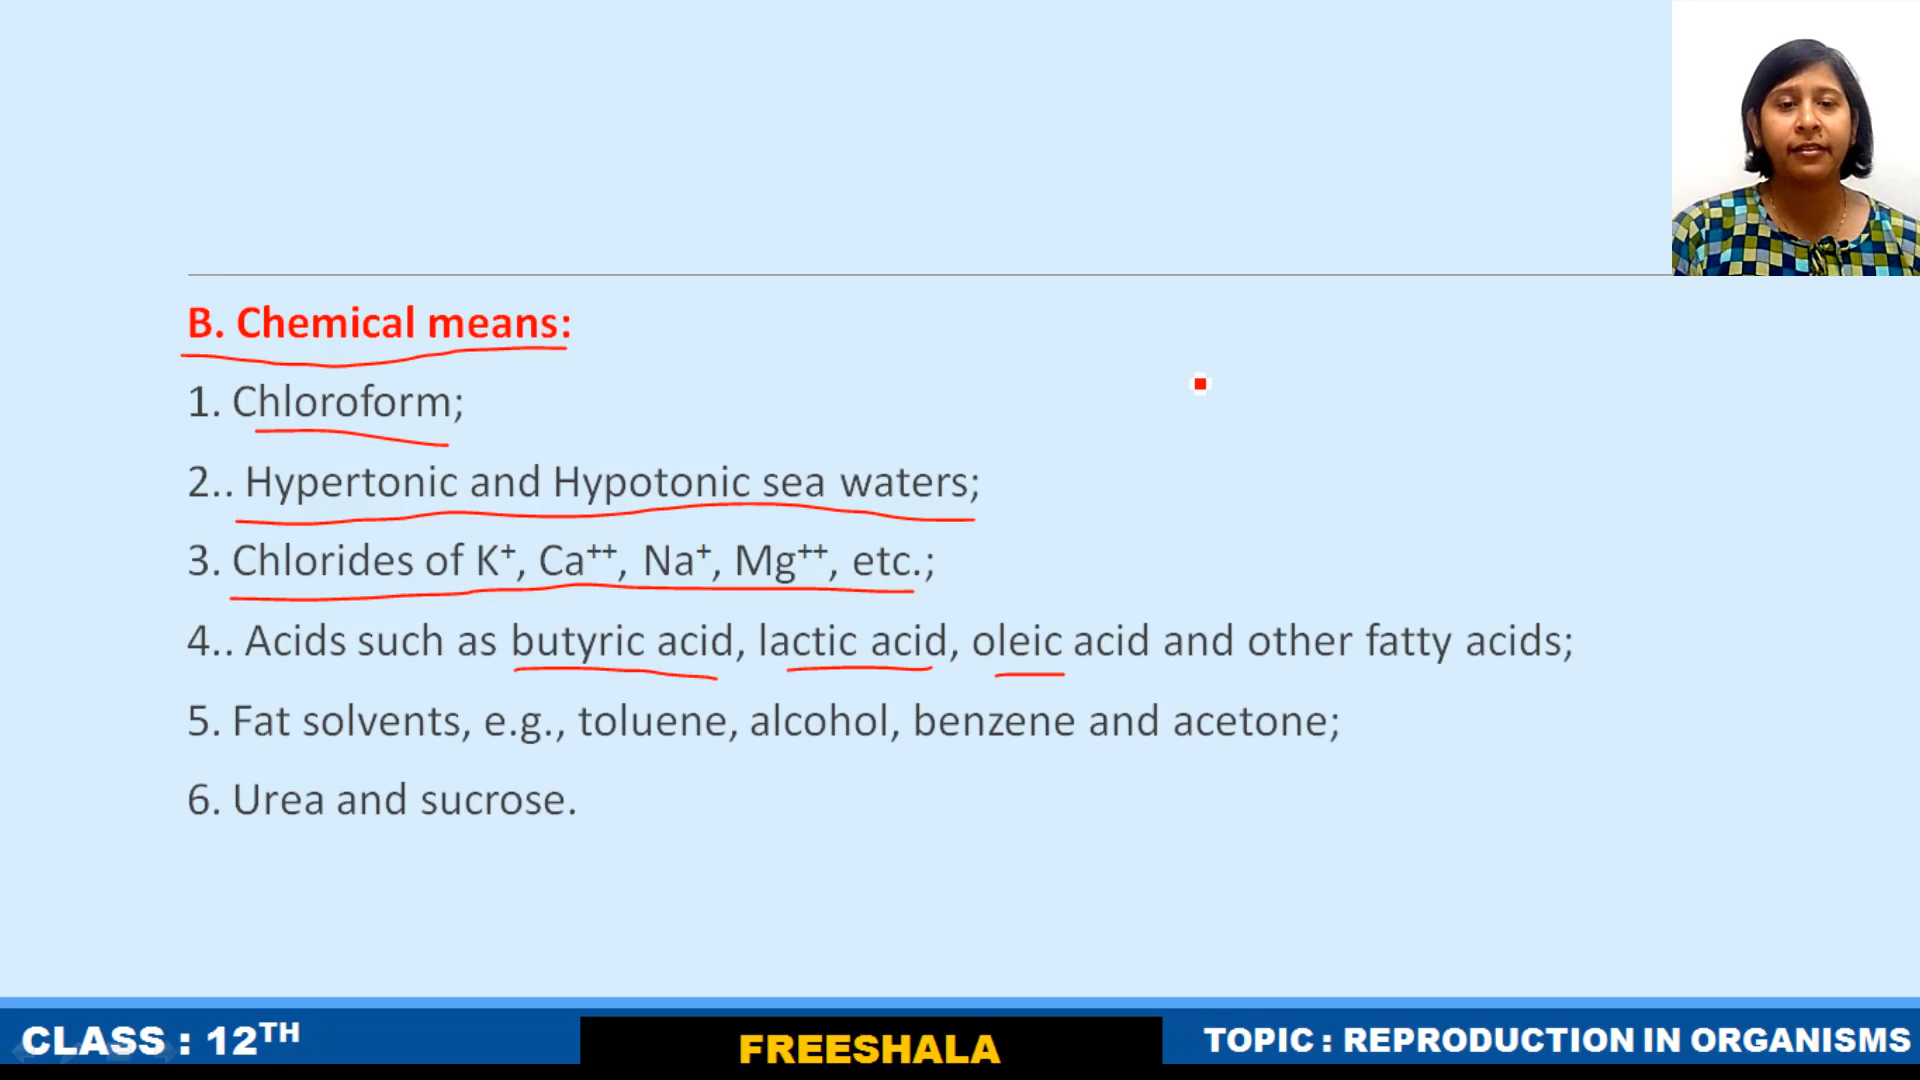 B. Chemical means:
1. Chloroform;
2.. Hypertonic and Hypotonic sea waters;
3. Chlorides of K⁺, Ca⁺⁺, Na⁺, Mg⁺⁺, etc.;
4.. Acids such as butyric acid, lactic acid, oleic acid and other fatty acids;
5. Fat solvents, e.g., toluene, alcohol, benzene and acetone;
6. Urea and sucrose.
CLASS : 12TH
FREESHALA
TOPIC : REPRODUCTION IN ORGANISMS